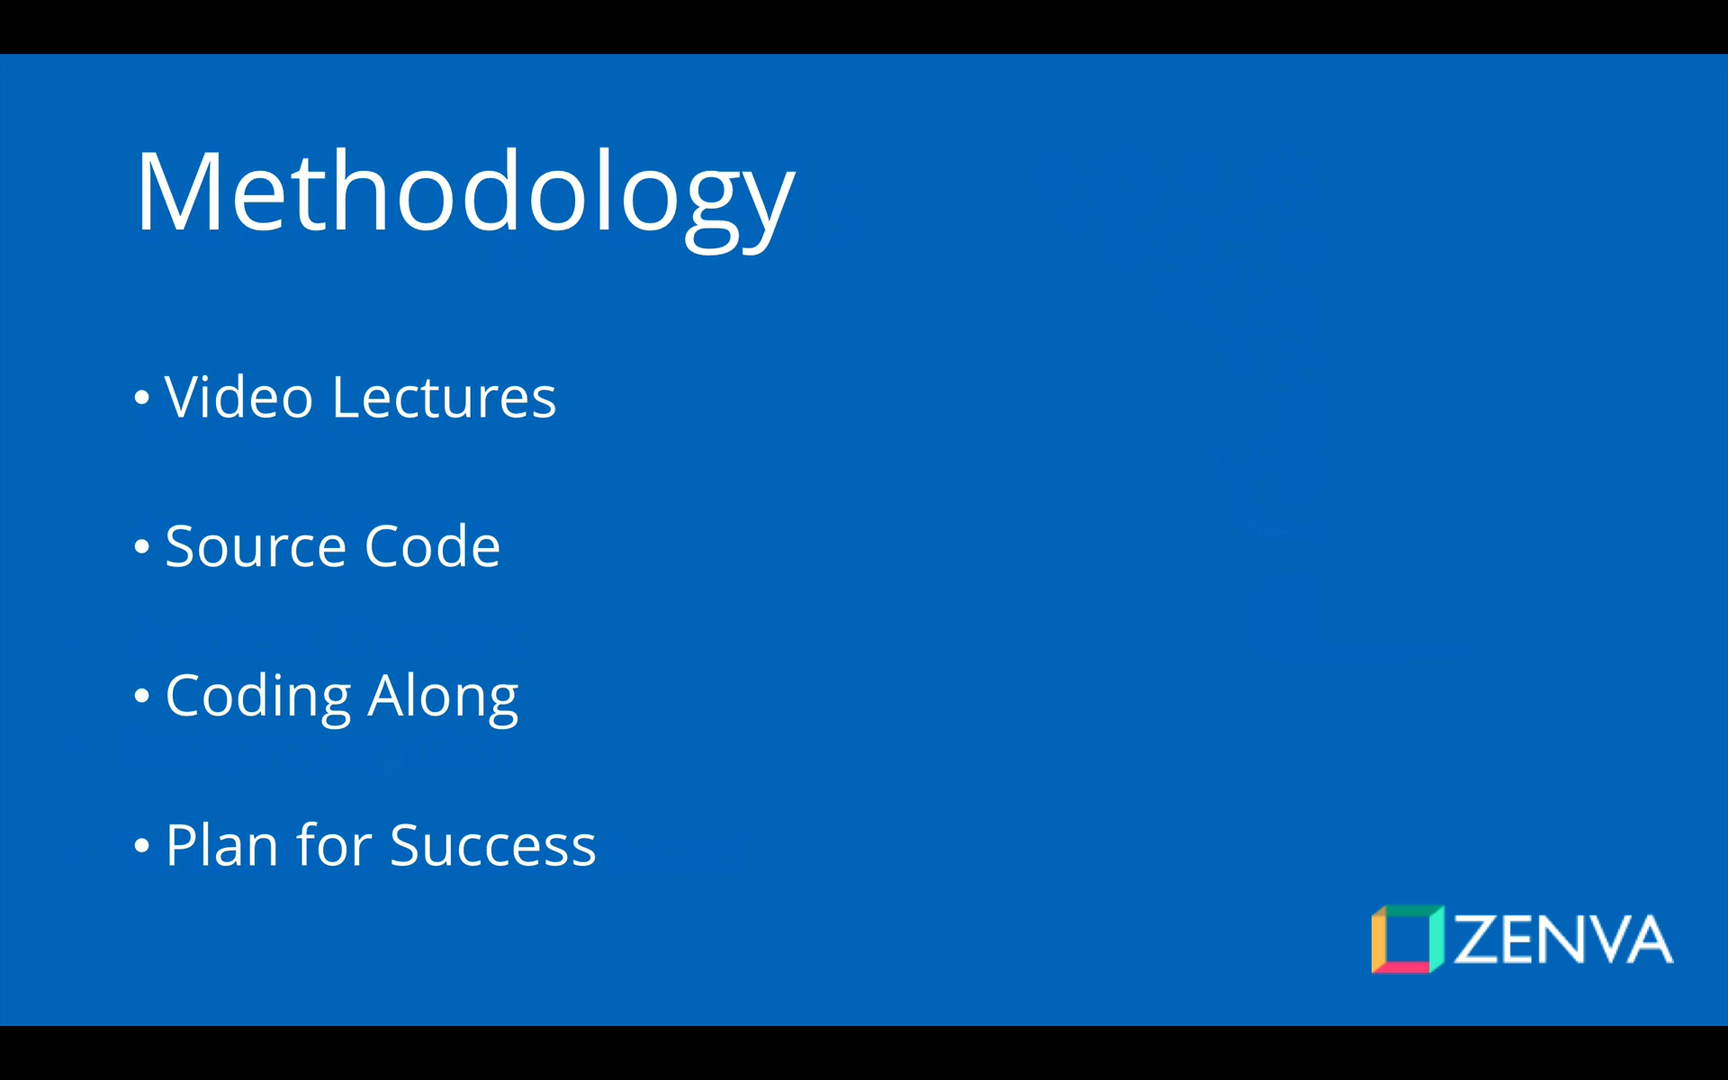 Methodology
• Video Lectures
• Source Code
• Coding Along
• Plan for Success
ZENVA